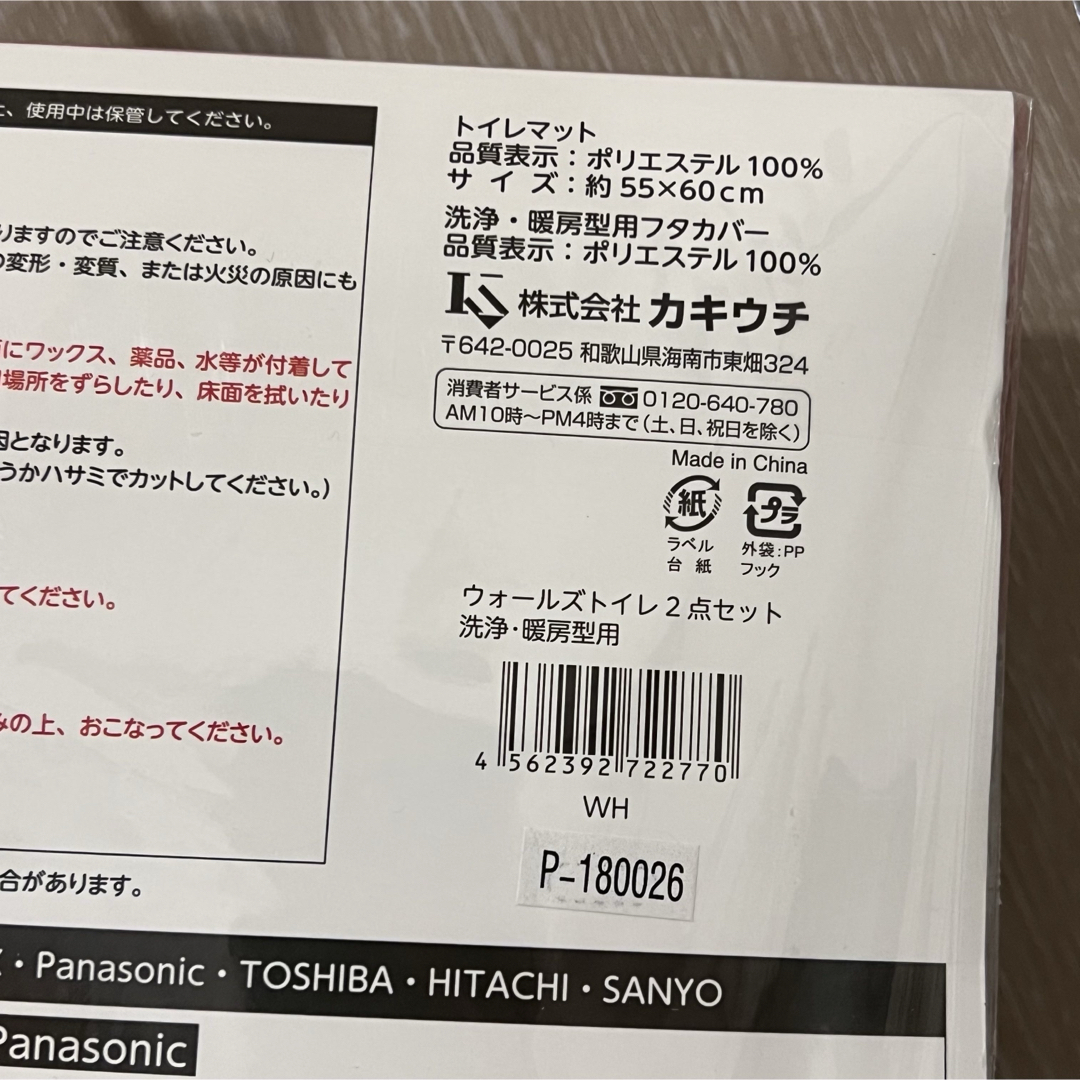 使用中は保管してください。
りますのでご注意ください。
変形・変質、または火災の原因にも
にワックス、薬品、水等が付着して
場所をずらしたり、床面を拭いたり
因となります。
うかハサミでカットしてください。)
てください。
みの上、おこなってください。
合があります。
トイレマット
品質表示：ポリエステル100%
サイズ：約55×60cm
洗浄・暖房型用フタカバー
品質表示：ポリエステル100%
株式会社 カキウチ
〒642-0025 和歌山県海南市東畑324
消費者サービス係 0120-640-780
AM10時〜PM4時まで(土、日、祝日を除く)
Made in China
紙 プラ
ラベル 外袋：PP
台紙 フック
ウォールズトイレ2点セット
洗浄・暖房型用
4 562392 722770
WH
P-180026
・Panasonic・TOSHIBA・HITACHI・SANYO
Panasonic